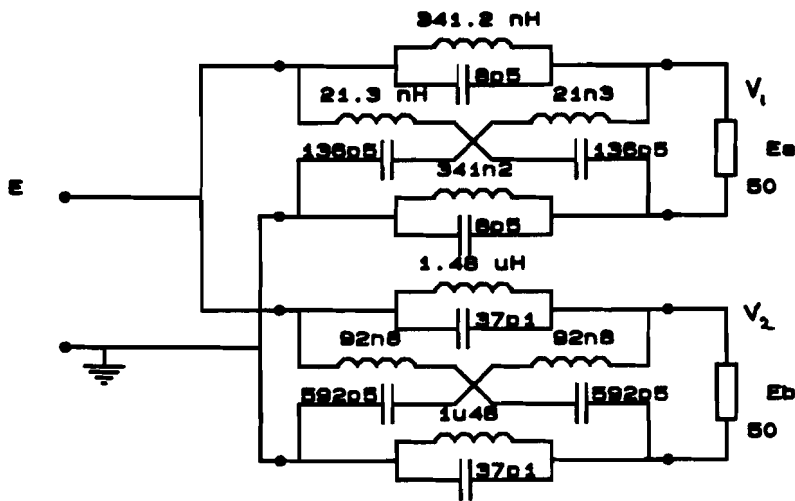 341.2 nH
8p5
V1
21.3 nH
21n3
136p5
136p5
Ea
341n2
50
E
8p5
1.48 uH
37p1
V2
92n8
92n8
592p5
592p5
Eb
1u48
50
37p1